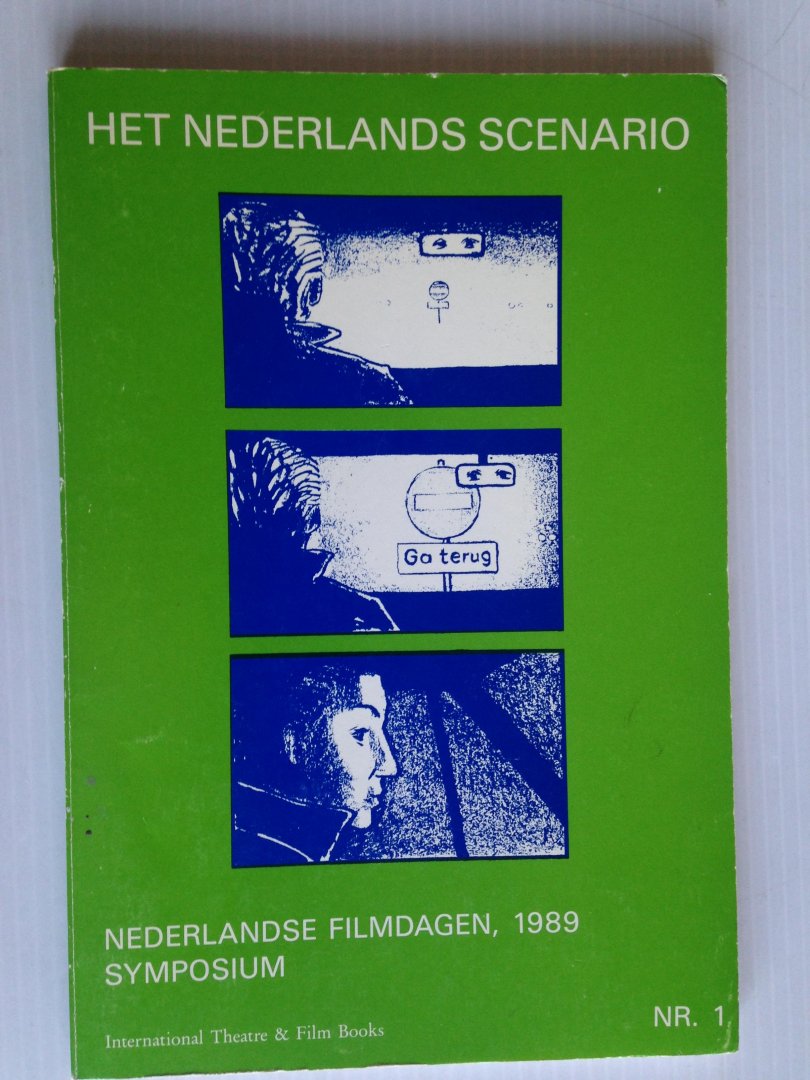 HET NEDERLANDS SCENARIO
Ga terug
NEDERLANDSE FILMDAGEN, 1989
SYMPOSIUM
International Theatre & Film Books
NR. 1